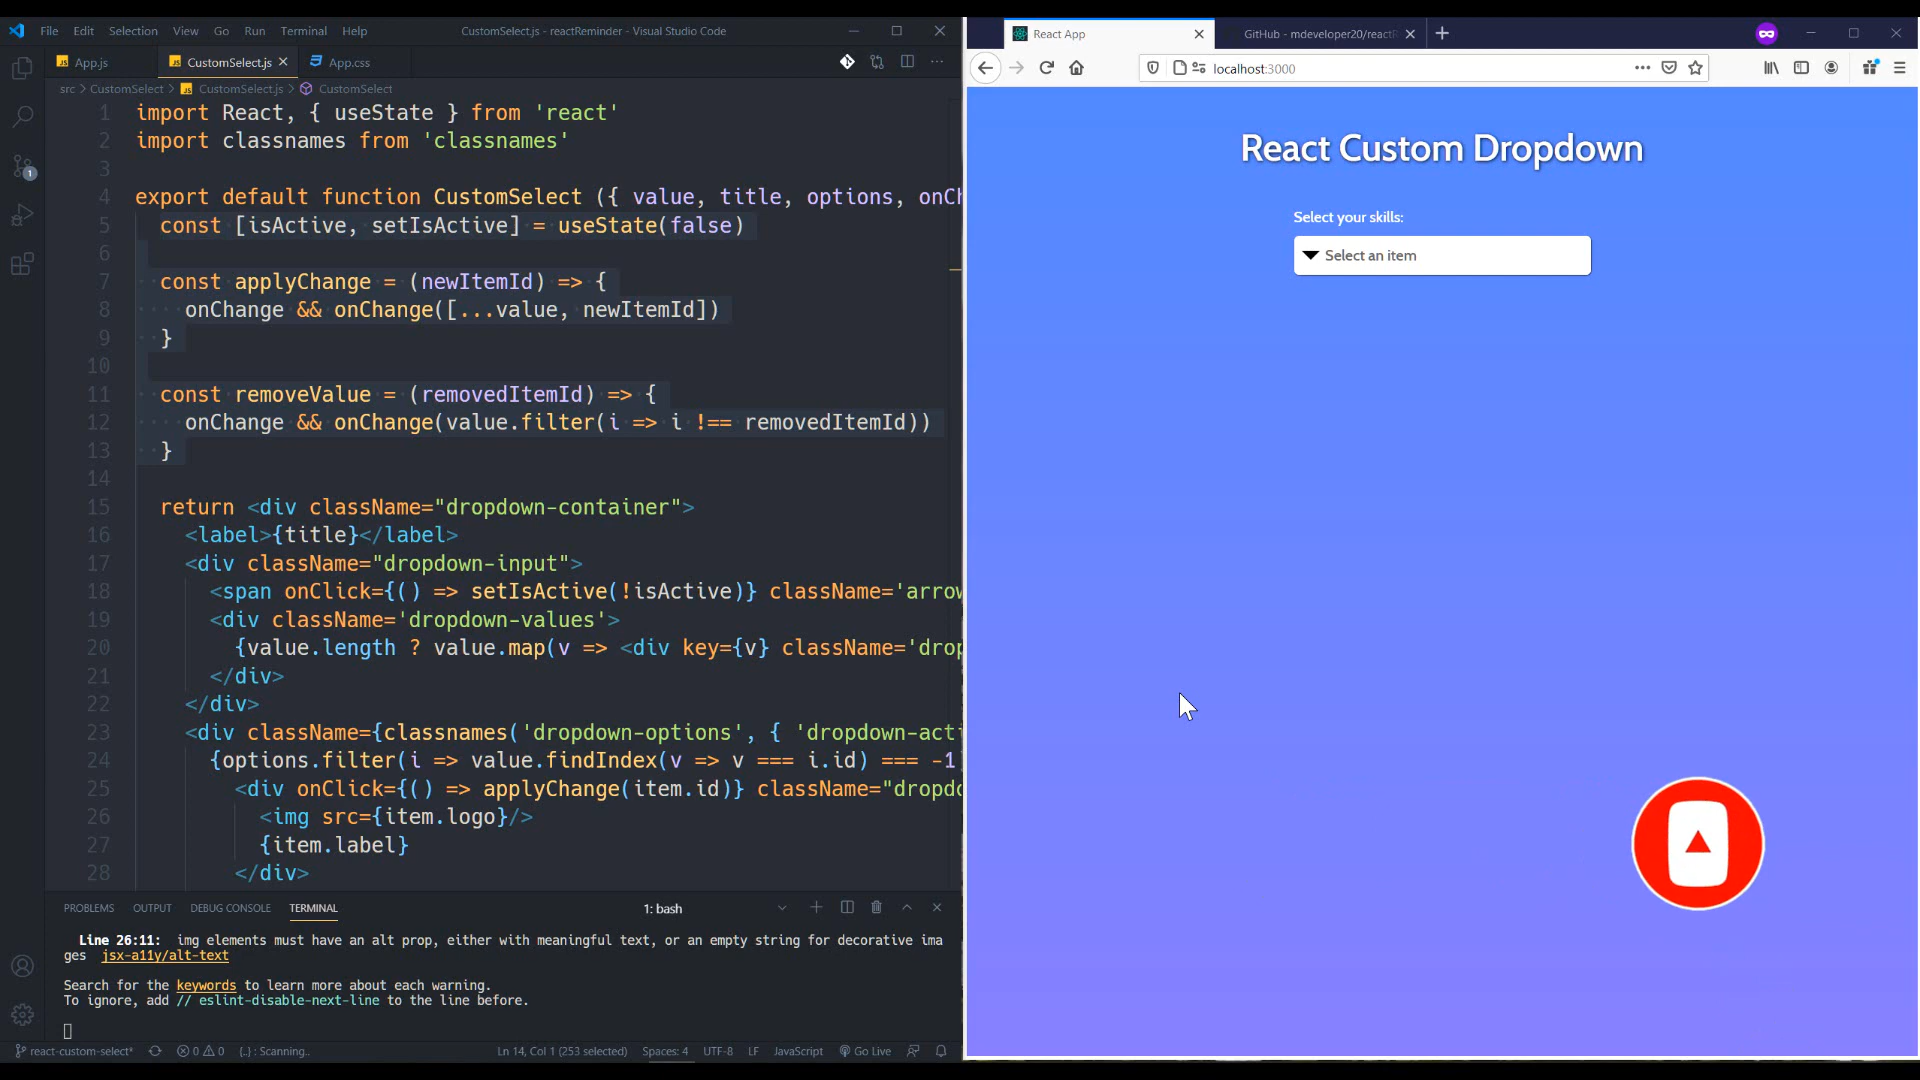 File Edit Selection View Go Run Terminal Help CustomSelect.js - reactReminder - Visual Studio Code
App.js CustomSelect.js App.css
src > CustomSelect > CustomSelect.js > CustomSelect
1 import React, { useState } from 'react'
2 import classnames from 'classnames'
3
4 export default function CustomSelect ({ value, title, options, onCh
5 const [isActive, setIsActive] = useState(false)
6
7 const applyChange = (newItemId) => {
8 onChange && onChange([...value, newItemId])
9 }
10
11 const removeValue = (removedItemId) => {
12 onChange && onChange(value.filter(i => i !== removedItemId))
13 }
14
15 return <div className="dropdown-container">
16 <label>{title}</label>
17 <div className="dropdown-input">
18 <span onClick={() => setIsActive(!isActive)} className='arrow
19 <div className='dropdown-values'>
20 {value.length ? value.map(v => <div key={v} className='drop
21 </div>
22 </div>
23 <div className={classnames('dropdown-options', { 'dropdown-acti
24 {options.filter(i => value.findIndex(v => v === i.id) === -1
25 <div onClick={() => applyChange(item.id)} className="dropdo
26 <img src={item.logo}/>
27 {item.label}
28 </div>
PROBLEMS OUTPUT DEBUG CONSOLE TERMINAL 1: bash
Line 26:11: img elements must have an alt prop, either with meaningful text, or an empty string for decorative ima
ges jsx-a11y/alt-text
Search for the keywords to learn more about each warning.
To ignore, add // eslint-disable-next-line to the line before.
react-custom-select* 0 0 {..} : Scanning.. Ln 14, Col 1 (253 selected) Spaces: 4 UTF-8 LF JavaScript Go Live
1
React App GitHub - mdeveloper20/reactR
localhost:3000
React Custom Dropdown
Select your skills:
Select an item